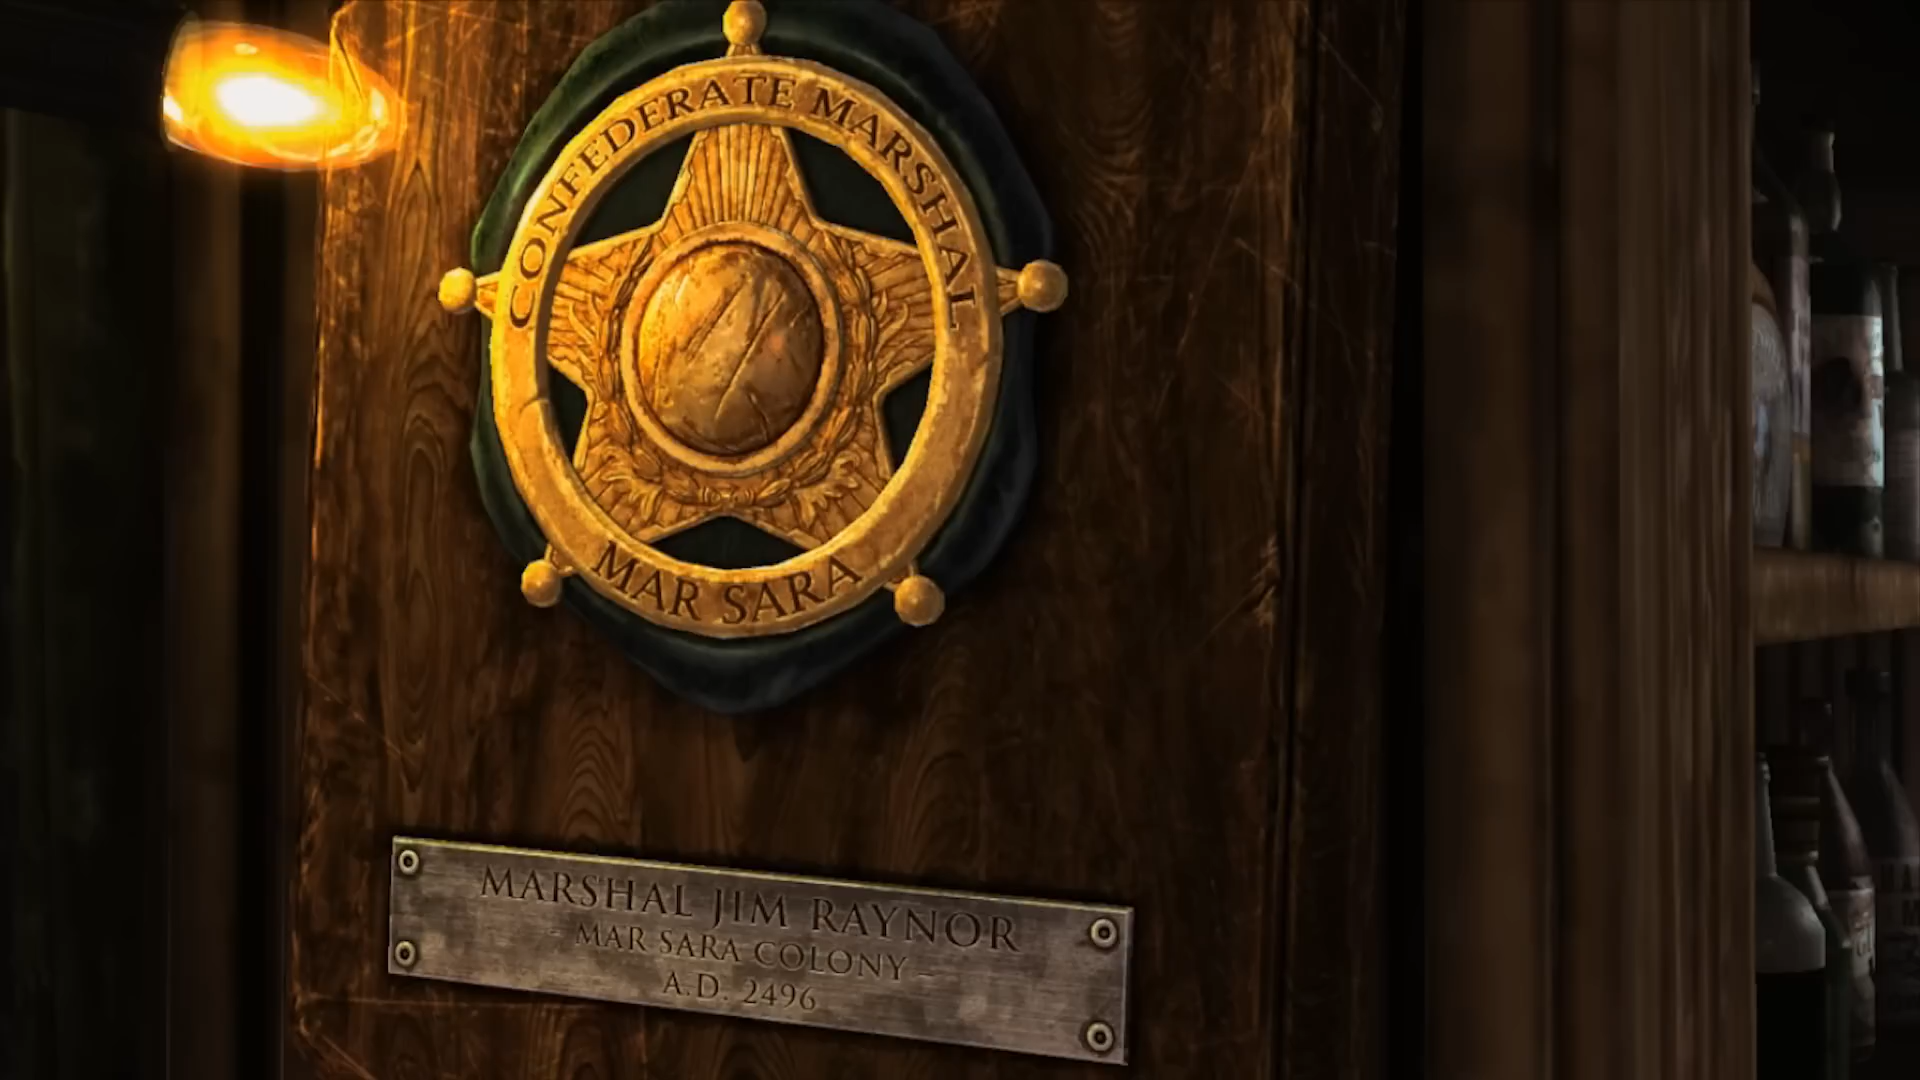 CONFEDERATE MARSHAL
MAR SARA
MARSHAL JIM RAYNOR
- MAR SARA COLONY -
A.D. 2496